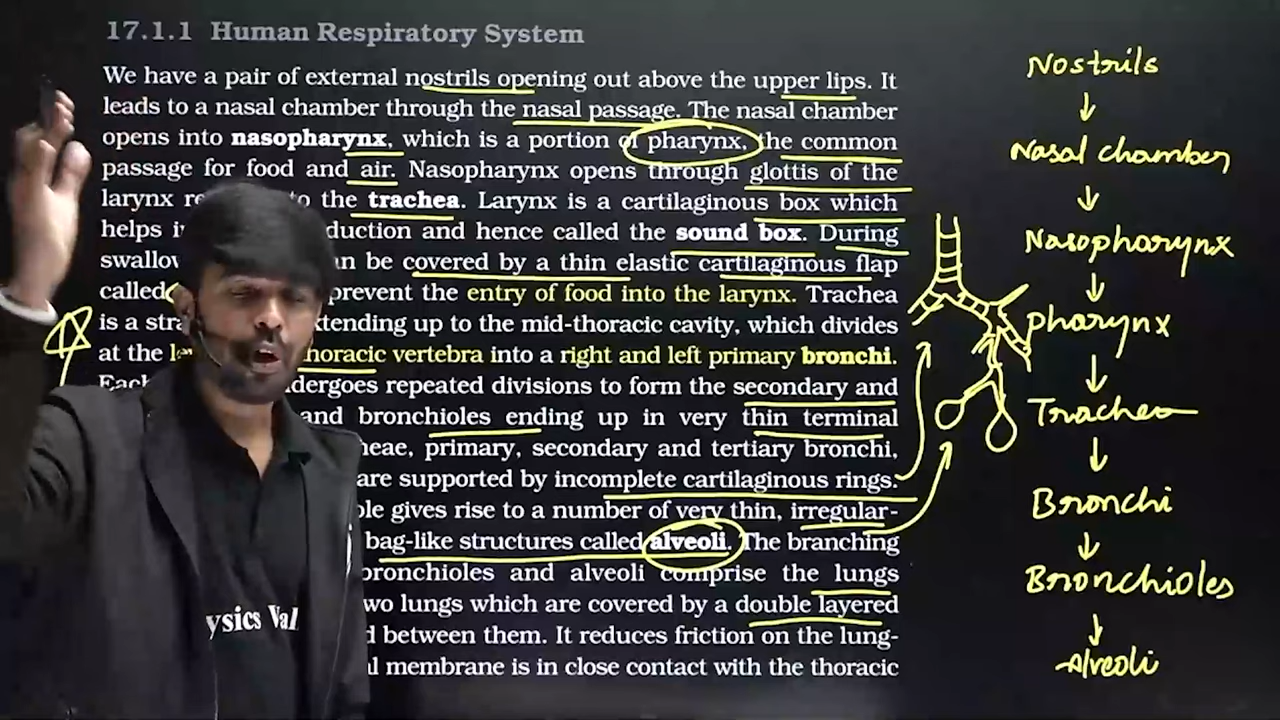 17.1.1 Human Respiratory System
We have a pair of external nostrils opening out above the upper lips. It
leads to a nasal chamber through the nasal passage. The nasal chamber
opens into nasopharynx, which is a portion of pharynx, the common
passage for food and air. Nasopharynx opens through glottis of the
larynx to the trachea. Larynx is a cartilaginous box which
helps duction and hence called the sound box. During
be covered by a thin elastic cartilaginous flap
called prevent the entry of food into the larynx. Trachea
is a up to the mid-thoracic cavity, which divides
at the vertebra into a right and left primary bronchi.
repeated divisions to form the secondary and
and bronchioles ending up in very thin terminal
primary, secondary and tertiary bronchi,
are supported by incomplete cartilaginous rings.
gives rise to a number of very thin, irregular-
bag-like structures called alveoli. The branching
bronchioles and alveoli comprise the lungs
two lungs which are covered by a double layered
between them. It reduces friction on the lung-
membrane is in close contact with the thoracic
ysics Wal
Nostrils
Nasal chamber
Nasopharynx
pharynx
Trachea
Bronchi
Bronchioles
Alveoli